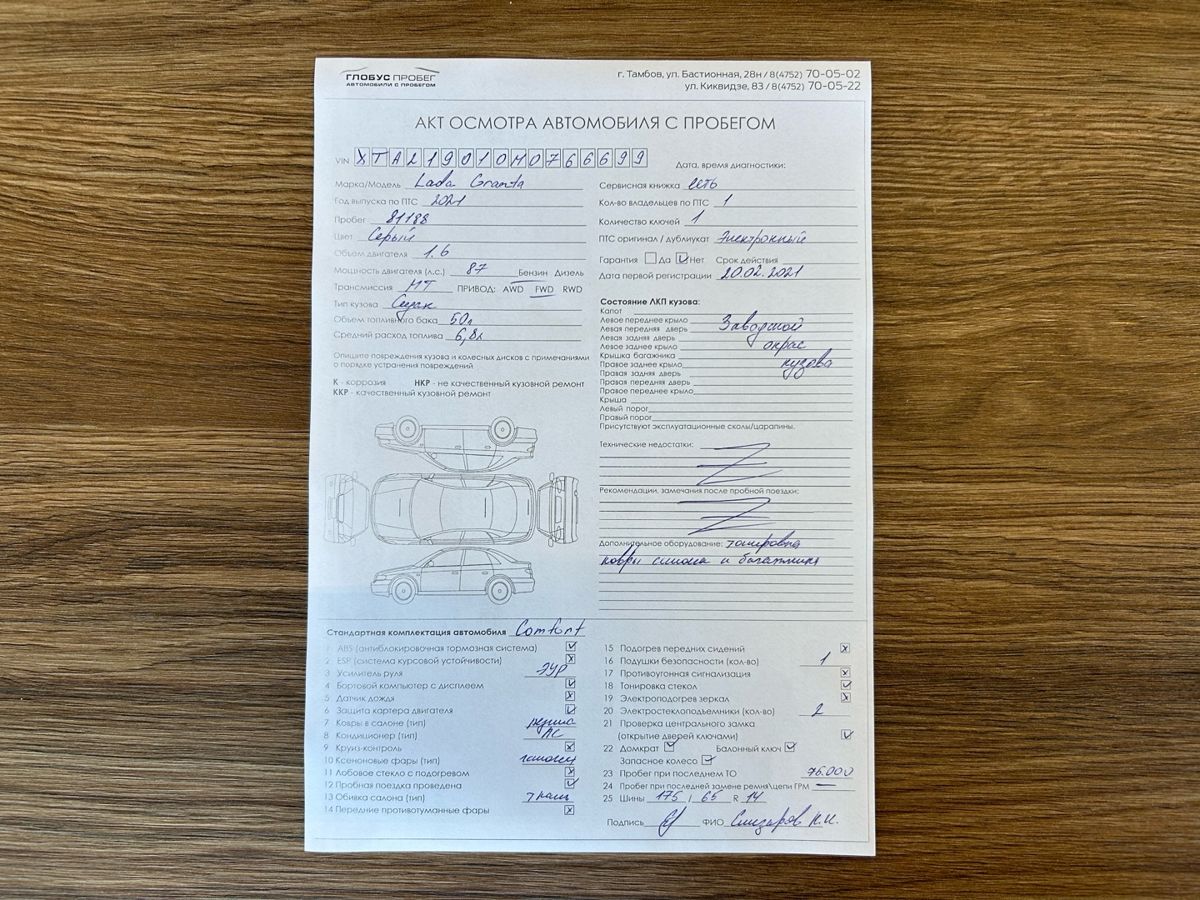 ГЛОБУС ПРОБЕГ
АВТОМОБИЛИ С ПРОБЕГОМ
г. Тамбов, ул. Бастионная, 28н / 8(4752) 70-05-02
ул. Киквидзе, 83 / 8(4752) 70-05-22
АКТ ОСМОТРА АВТОМОБИЛЯ С ПРОБЕГОМ
VIN XTA219010M0766699
Дата, время диагностики:
Марка/Модель Lada Granta
Год выпуска по ПТС 2021
Пробег 81188
Цвет Серый
Объем двигателя 1.6
Мощность двигателя (л.с.) 87 Бензин Дизель
Трансмиссия МТ ПРИВОД: AWD FWD RWD
Тип кузова Седан
Объем топливного бака 50л
Средний расход топлива 6,8л
Опишите повреждения кузова и колесных дисков с примечаниями
о порядке устранения повреждений
К - коррозия НКР - не качественный кузовной ремонт
ККР - качественный кузовной ремонт
Сервисная книжка есть
Кол-во владельцев по ПТС 1
Количество ключей 1
ПТС оригинал / дубликат Электронный
Гарантия Да Нет Срок действия
Дата первой регистрации 20.02.2021
Состояние ЛКП кузова:
Капот
Левое переднее крыло
Левая передняя дверь Заводской
Левая задняя дверь
Левое заднее крыло окрас
Крышка багажника
Правое заднее крыло кузова
Правая задняя дверь
Правая передняя дверь
Правое переднее крыло
Крыша
Левый порог
Правый порог
Присутствуют эксплуатационные сколы/царапины.
Технические недостатки:
Рекомендации, замечания после пробной поездки:
Дополнительное оборудование: тонировка
ковры салона и багажника
Стандартная комплектация автомобиля Comfort
1 ABS (антиблокировочная тормозная система)
2 ESP (система курсовой устойчивости)
3 Усилитель руля ЭУР
4 Бортовой компьютер с дисплеем
5 Датчик дождя
6 Защита картера двигателя
7 Ковры в салоне (тип) резина
8 Кондиционер (тип) AC
9 Круиз-контроль
10 Ксеноновые фары (тип) галоген
11 Лобовое стекло с подогревом
12 Пробная поездка проведена
13 Обивка салона (тип) ткань
14 Передние противотуманные фары
15 Подогрев передних сидений
16 Подушки безопасности (кол-во) 1
17 Противоугонная сигнализация
18 Тонировка стекол
19 Электроподогрев зеркал
20 Электростеклоподъемники (кол-во) 2
21 Проверка центрального замка
(открытие дверей ключами)
22 Домкрат Балонный ключ
Запасное колесо
23 Пробег при последнем ТО 76.000
24 Пробег при последней замене ремня\цепи ГРМ —
25 Шины 175 / 65 R 14
Подпись ФИО